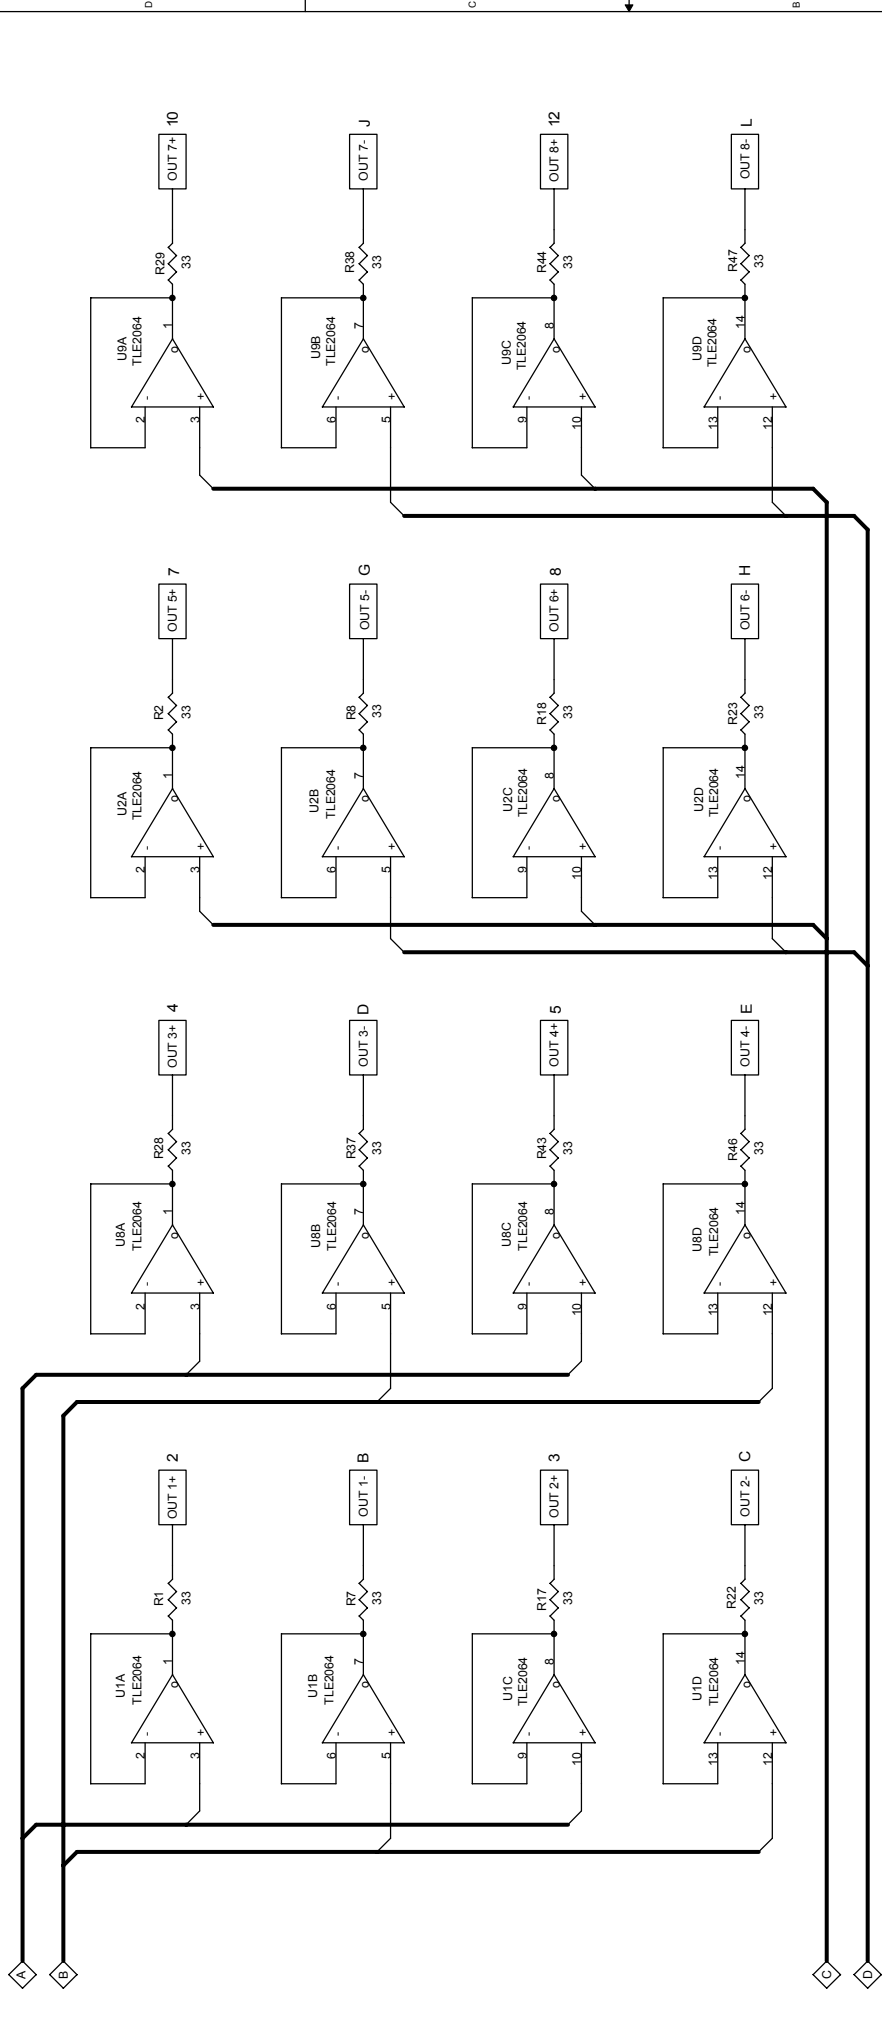 A
B
U1A
TLE2064
2
-
3
+
O
1
R1
33
OUT 1+
2
U8A
TLE2064
2
-
3
+
O
1
R28
33
OUT 3+
4
U2A
TLE2064
2
-
3
+
O
1
R2
33
OUT 5+
7
U9A
TLE2064
2
-
3
+
O
1
R29
33
OUT 7+
10
D
U1B
TLE2064
6
-
5
+
O
7
R7
33
OUT 1-
B
U8B
TLE2064
6
-
5
+
O
7
R37
33
OUT 3-
D
U2B
TLE2064
6
-
5
+
O
7
R8
33
OUT 5-
G
U9B
TLE2064
6
-
5
+
O
7
R38
33
OUT 7-
J
C
U1C
TLE2064
9
-
10
+
O
8
R17
33
OUT 2+
3
U8C
TLE2064
9
-
10
+
O
8
R43
33
OUT 4+
5
U2C
TLE2064
9
-
10
+
O
8
R18
33
OUT 6+
8
U9C
TLE2064
9
-
10
+
O
8
R44
33
OUT 8+
12
U1D
TLE2064
13
-
12
+
O
14
R22
33
OUT 2-
C
U8D
TLE2064
13
-
12
+
O
14
R46
33
OUT 4-
E
U2D
TLE2064
13
-
12
+
O
14
R23
33
OUT 6-
H
U9D
TLE2064
13
-
12
+
O
14
R47
33
OUT 8-
L
B
C
D